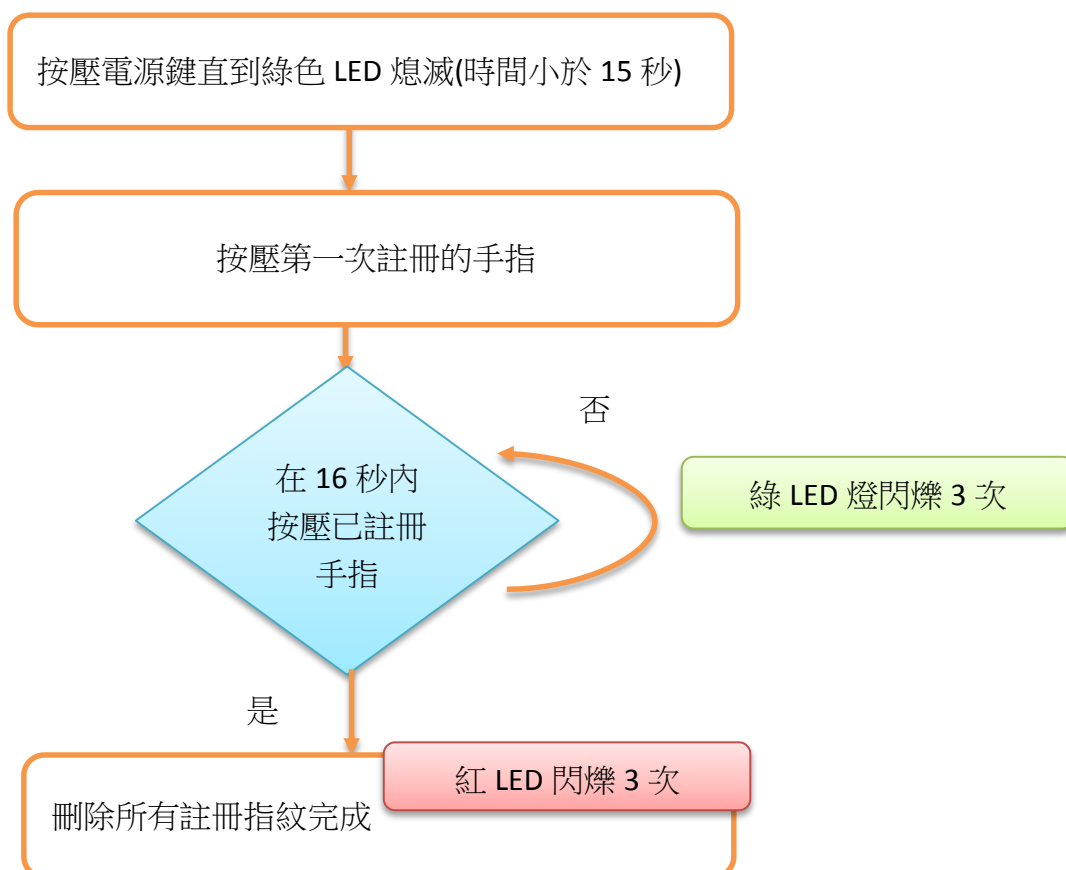 按壓電源鍵直到綠色 LED 熄滅(時間小於 15 秒)
按壓第一次註冊的手指
否
在 16 秒內
按壓已註冊
手指
綠 LED 燈閃爍 3 次
是
紅 LED 閃爍 3 次
刪除所有註冊指紋完成